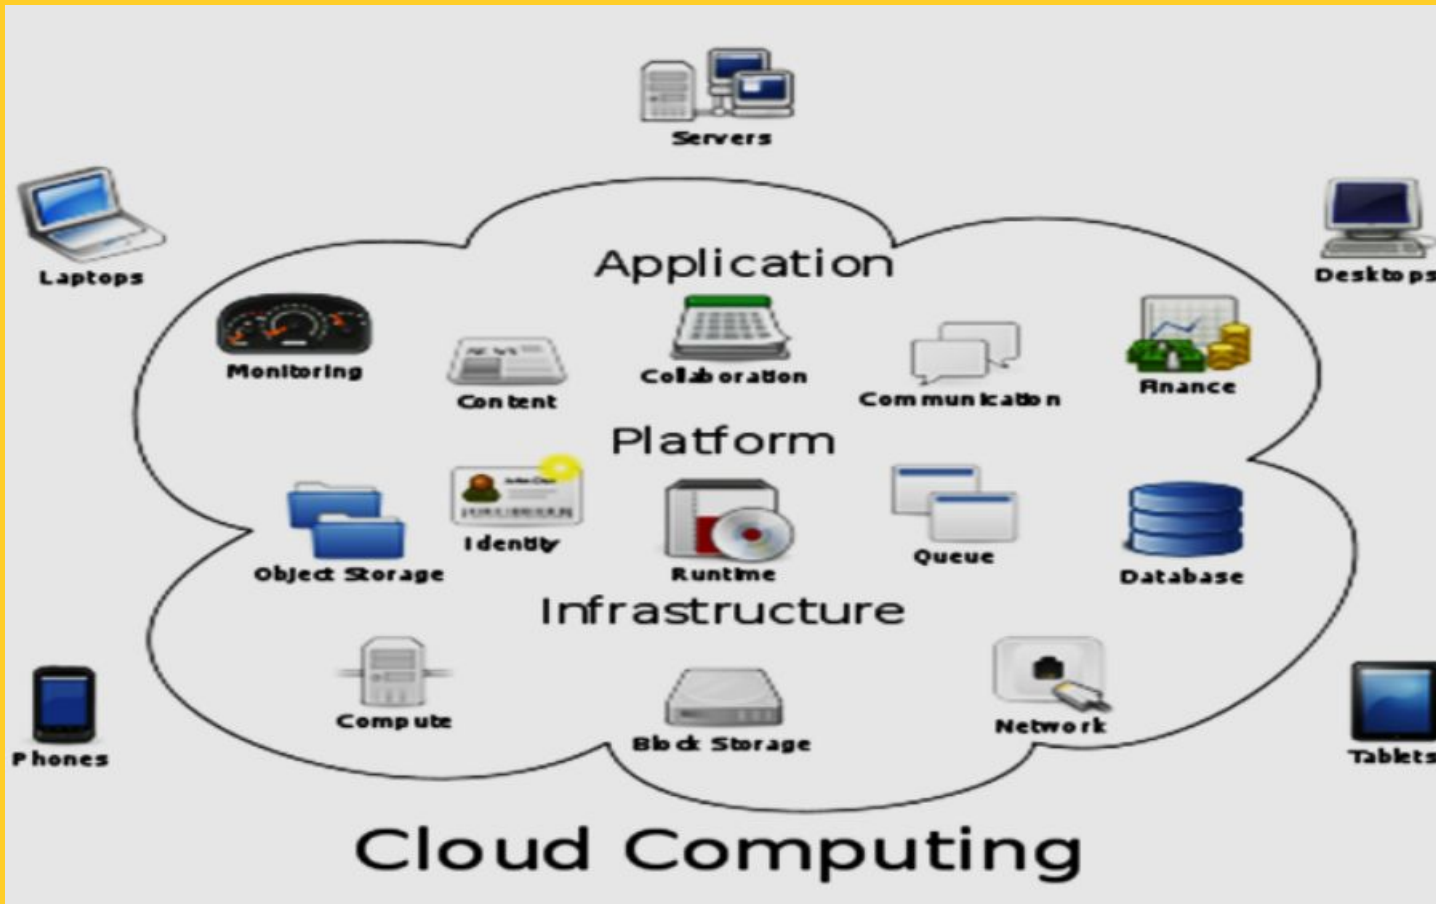 Servers
Laptops
Desktops
Application
Monitoring
Content
Collaboration
Communication
Finance
Platform
Object Storage
Identity
Runtime
Queue
Database
Infrastructure
Compute
Block Storage
Network
Phones
Tablets
Cloud Computing